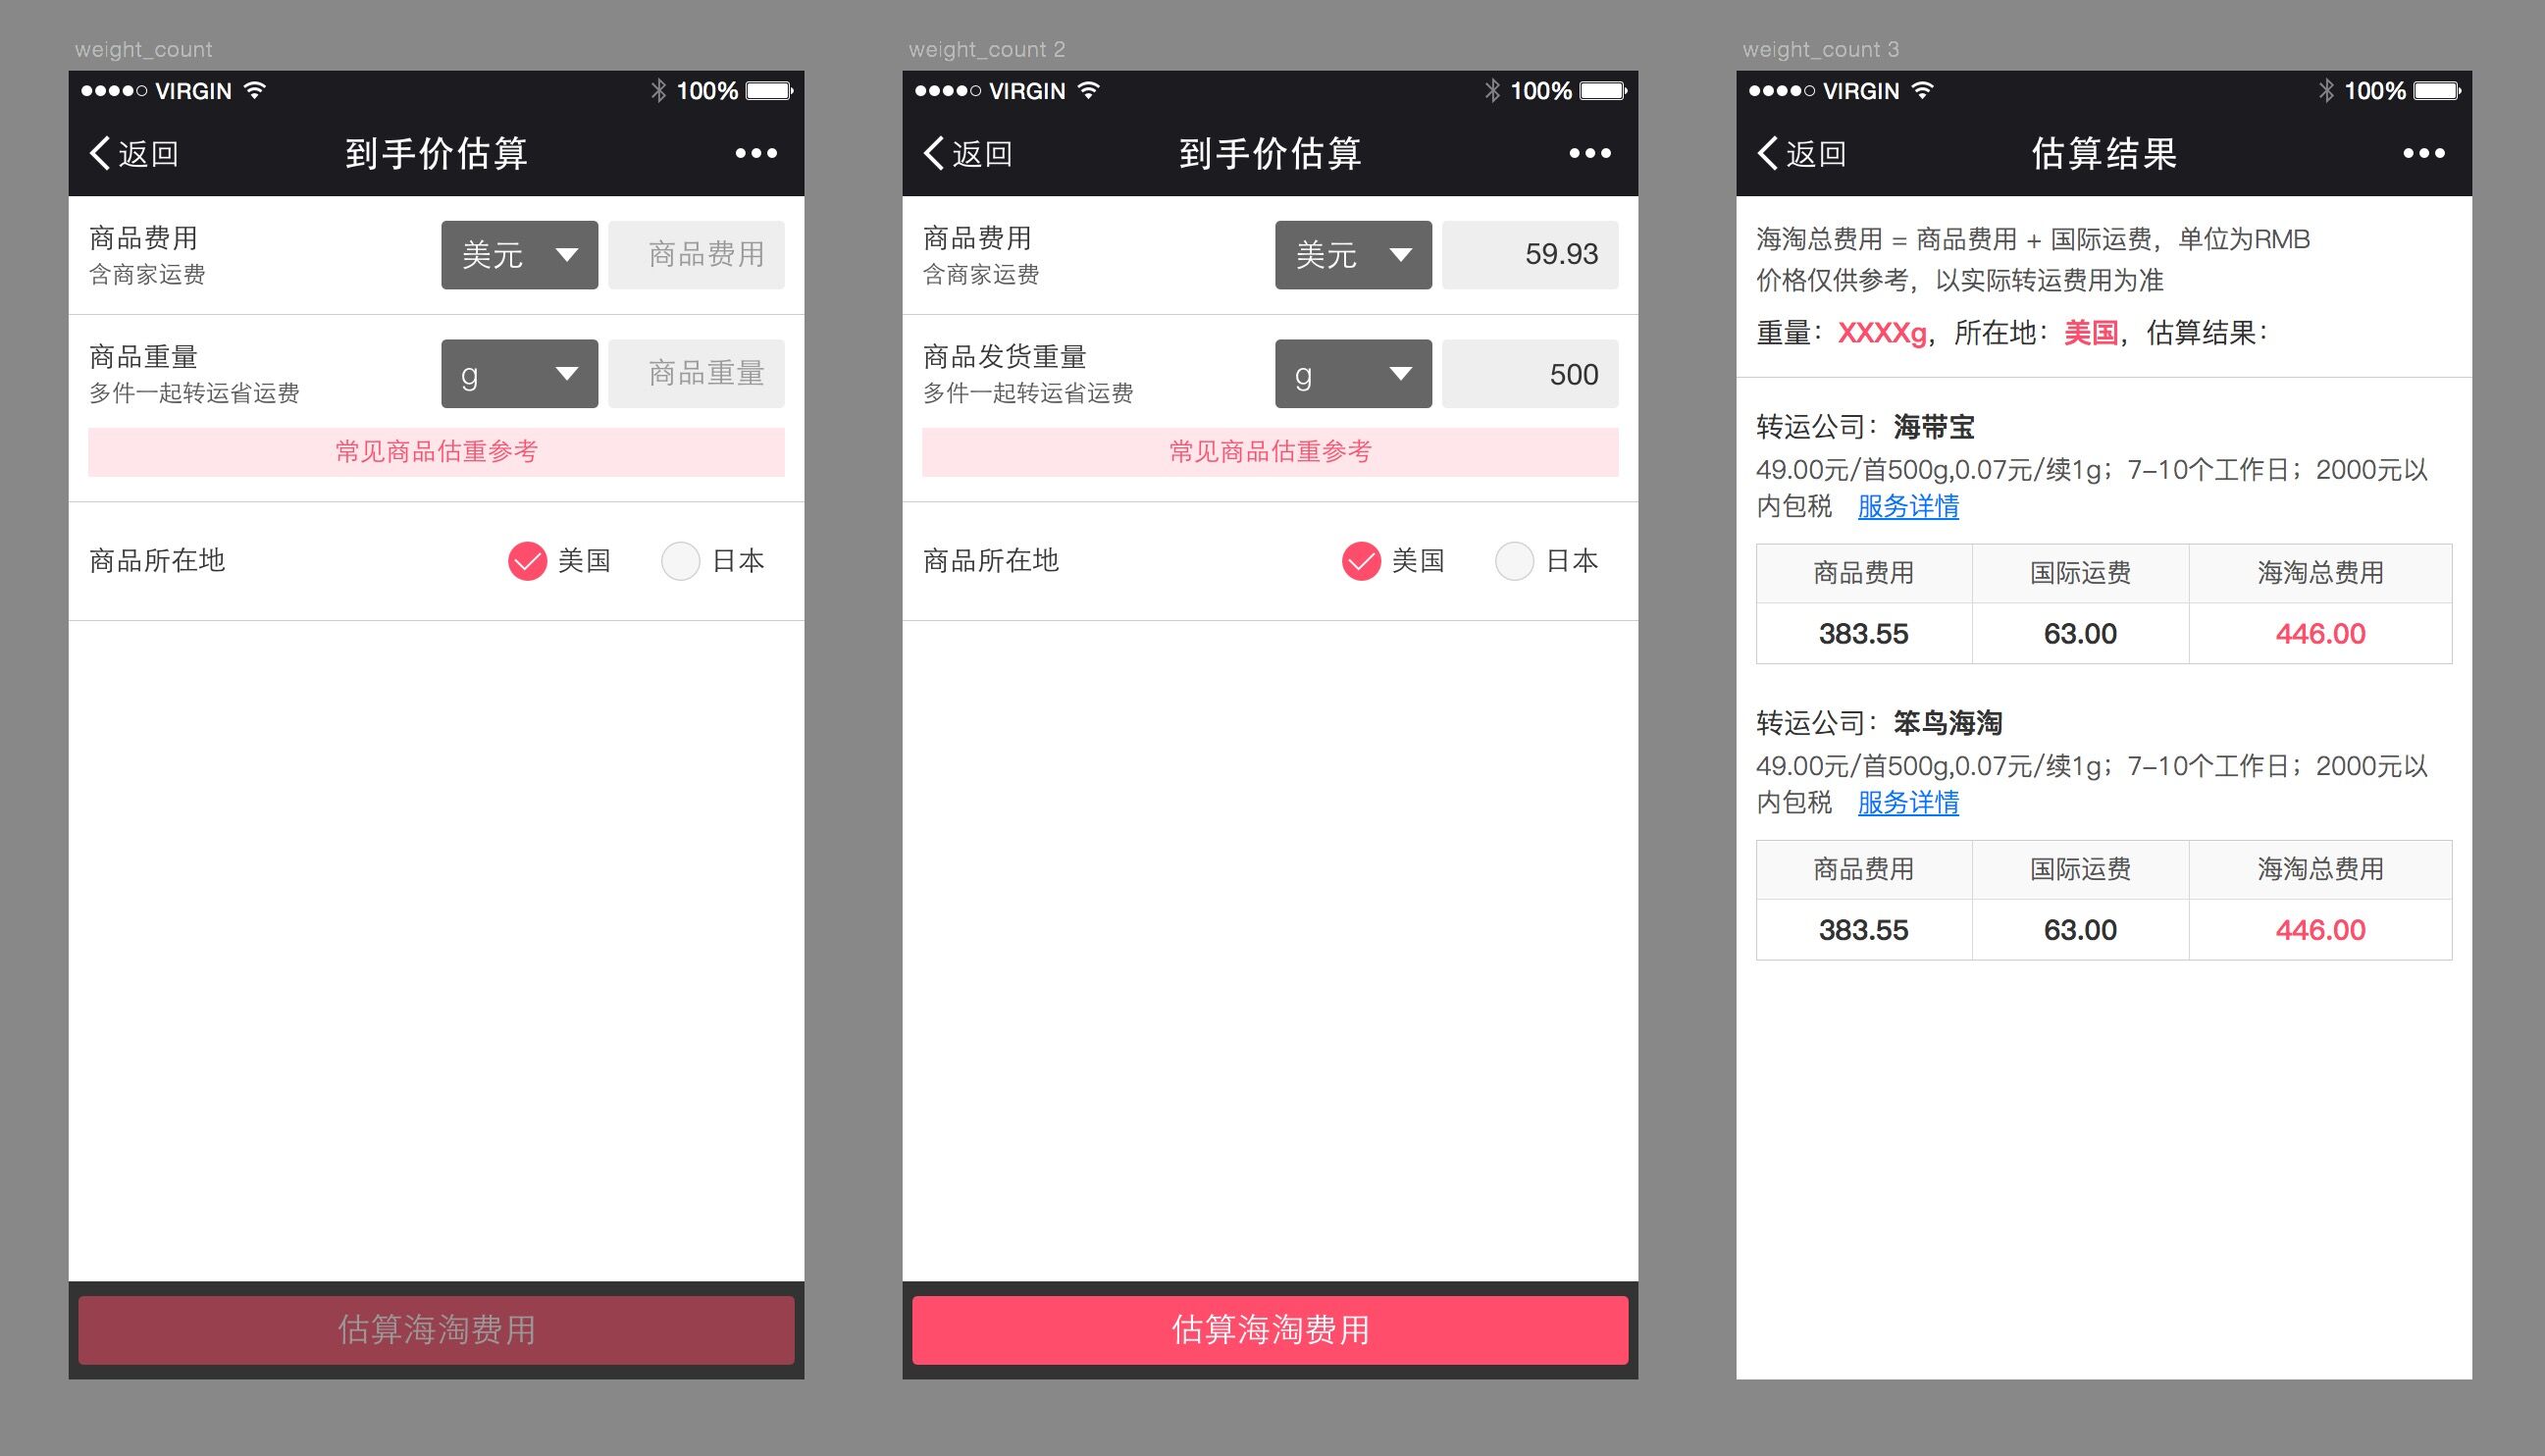 weight_count
VIRGIN 100%
返回 到手价估算
商品费用
含商家运费
美元 商品费用
商品重量
多件一起转运省运费
g 商品重量
常见商品估重参考
商品所在地 美国 日本
估算海淘费用
weight_count 2
VIRGIN 100%
返回 到手价估算
商品费用
含商家运费
美元 59.93
商品发货重量
多件一起转运省运费
g 500
常见商品估重参考
商品所在地 美国 日本
估算海淘费用
weight_count 3
VIRGIN 100%
返回 估算结果
海淘总费用 = 商品费用 + 国际运费，单位为RMB
价格仅供参考，以实际转运费用为准
重量：XXXXg，所在地：美国，估算结果：
转运公司：海带宝
49.00元/首500g,0.07元/续1g；7-10个工作日；2000元以
内包税 服务详情
商品费用 国际运费 海淘总费用
383.55 63.00 446.00
转运公司：笨鸟海淘
49.00元/首500g,0.07元/续1g；7-10个工作日；2000元以
内包税 服务详情
商品费用 国际运费 海淘总费用
383.55 63.00 446.00